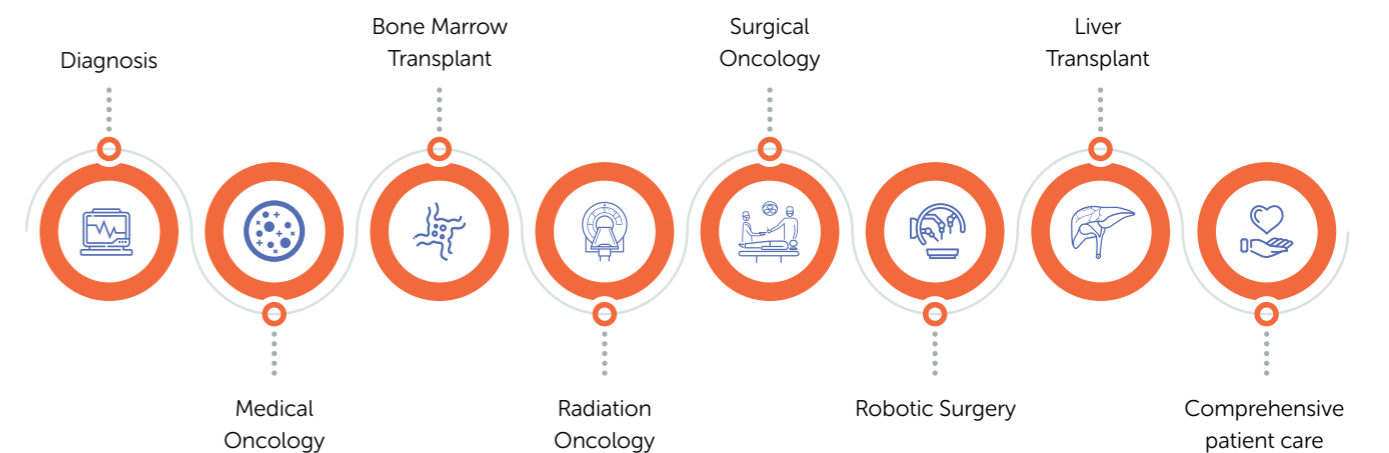 Diagnosis
Bone Marrow
Transplant
Surgical
Oncology
Liver
Transplant
Medical
Oncology
Radiation
Oncology
Robotic Surgery
Comprehensive
patient care